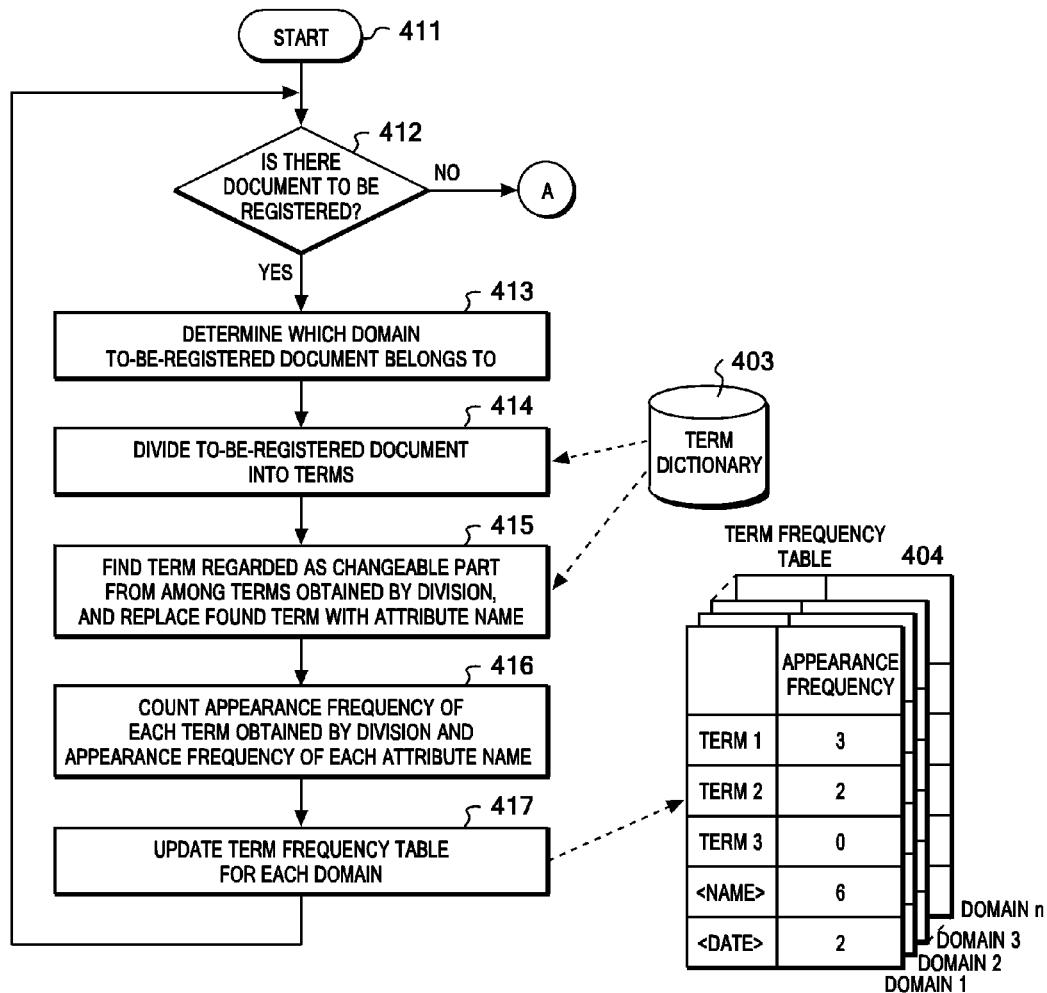 START
411
412
IS THERE
DOCUMENT TO BE
REGISTERED?
NO
A
YES
413
DETERMINE WHICH DOMAIN
TO-BE-REGISTERED DOCUMENT BELONGS TO
403
TERM
DICTIONARY
414
DIVIDE TO-BE-REGISTERED DOCUMENT
INTO TERMS
415
FIND TERM REGARDED AS CHANGEABLE PART
FROM AMONG TERMS OBTAINED BY DIVISION,
AND REPLACE FOUND TERM WITH ATTRIBUTE NAME
416
COUNT APPEARANCE FREQUENCY OF
EACH TERM OBTAINED BY DIVISION AND
APPEARANCE FREQUENCY OF EACH ATTRIBUTE NAME
417
UPDATE TERM FREQUENCY TABLE
FOR EACH DOMAIN
TERM FREQUENCY
TABLE
404
APPEARANCE
FREQUENCY
TERM 1 3
TERM 2 2
TERM 3 0
<NAME> 6
<DATE> 2
DOMAIN n
DOMAIN 3
DOMAIN 2
DOMAIN 1